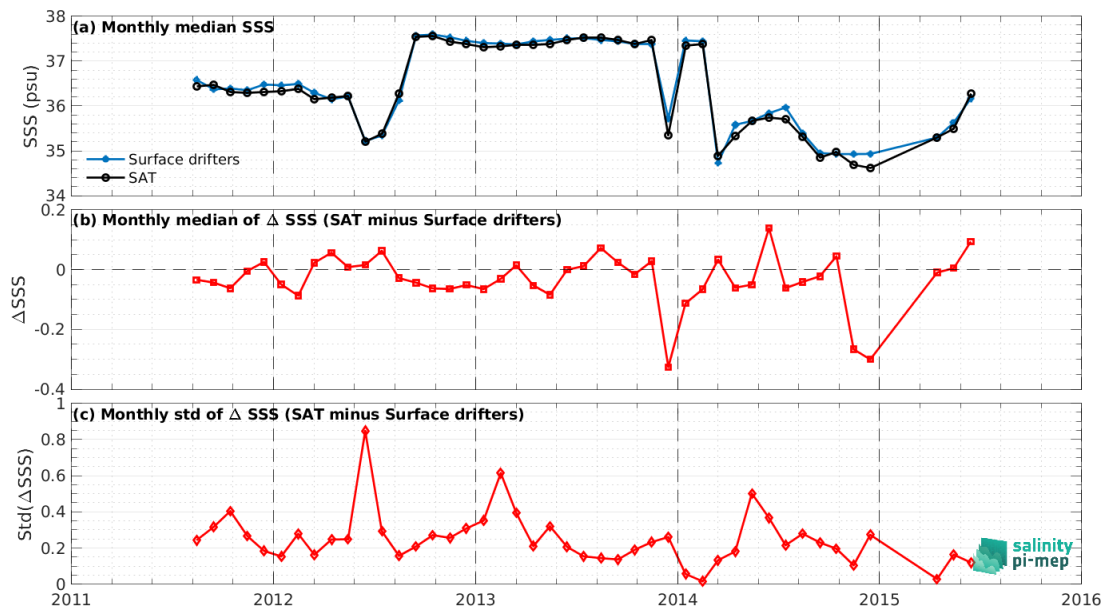 (a) Monthly median SSS
38
37
36
35
34
SSS (psu)
Surface drifters
SAT
(b) Monthly median of Δ SSS (SAT minus Surface drifters)
0.2
0
-0.2
-0.4
ΔSSS
(c) Monthly std of Δ SSS (SAT minus Surface drifters)
1
0.8
0.6
0.4
0.2
0
Std(ΔSSS)
salinity
pi-mep
2011 2012 2013 2014 2015 2016